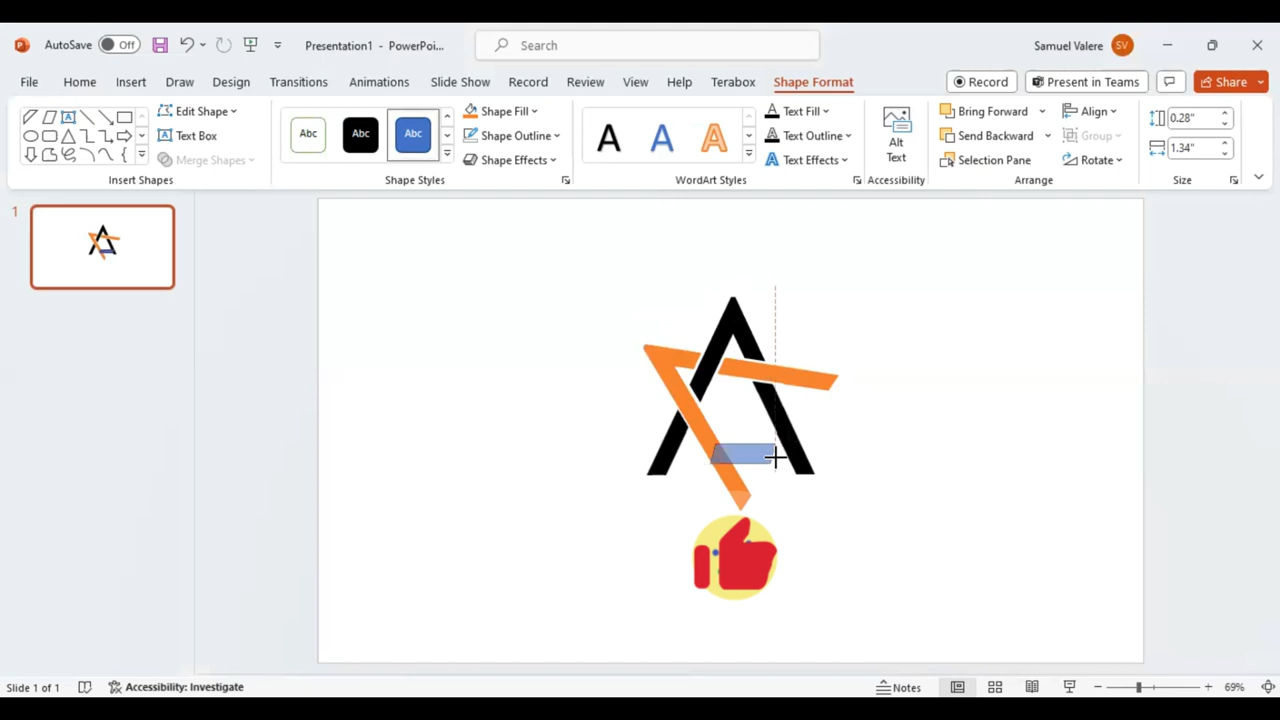 AutoSave Off Presentation1 - PowerPoi... Search Samuel Valere SV
File Home Insert Draw Design Transitions Animations Slide Show Record Review View Help Terabox Shape Format Record Present in Teams Share
Edit Shape
Text Box
Merge Shapes
Insert Shapes
Abc Abc Abc
Shape Fill
Shape Outline
Shape Effects
Shape Styles
A A A
Text Fill
Text Outline
Text Effects
WordArt Styles
Alt
Text
Accessibility
Bring Forward Align
Send Backward Group
Selection Pane Rotate
Arrange
0.28"
1.34"
Size
1
Slide 1 of 1 Accessibility: Investigate Notes 69%